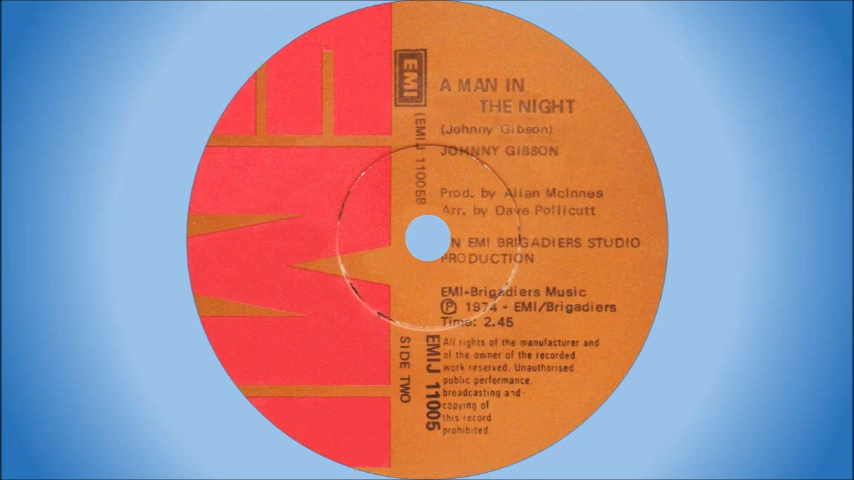 EMI
EMI
(EMIJ 11005B
A MAN IN
THE NIGHT
(Johnny Gibson)
JOHNNY GIBSON
Prod. by Allan McInnes
Arr. by Dave Pollicutt
N EMI BRIGADIERS STUDIO
PRODUCTION
EMI-Brigadiers Music
Ⓟ 1974 - EMI/Brigadiers
Time: 2.45
SIDE TWO
EMIJ 11005
All rights of the manufacturer and
of the owner of the recorded
work reserved. Unauthorised
public performance,
broadcasting and
copying of
this record
prohibited.